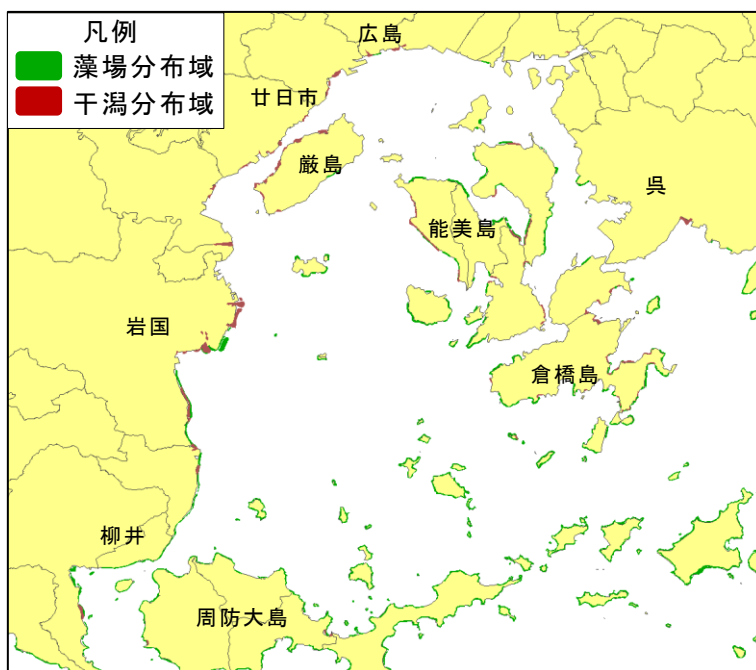 凡例
藻場分布域
干潟分布域
広島
廿日市
厳島
呉
能美島
岩国
倉橋島
柳井
周防大島